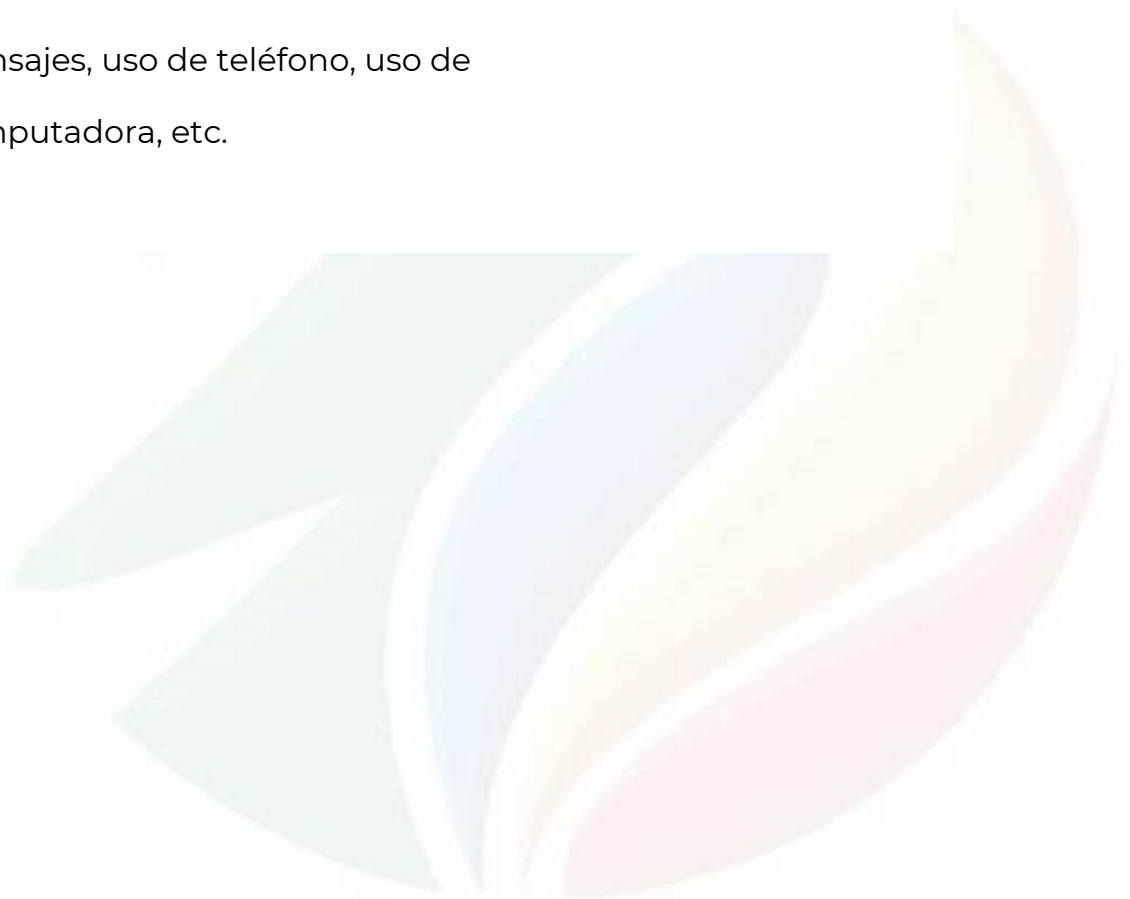 nsajes, uso de teléfono, uso de
nputadora, etc.